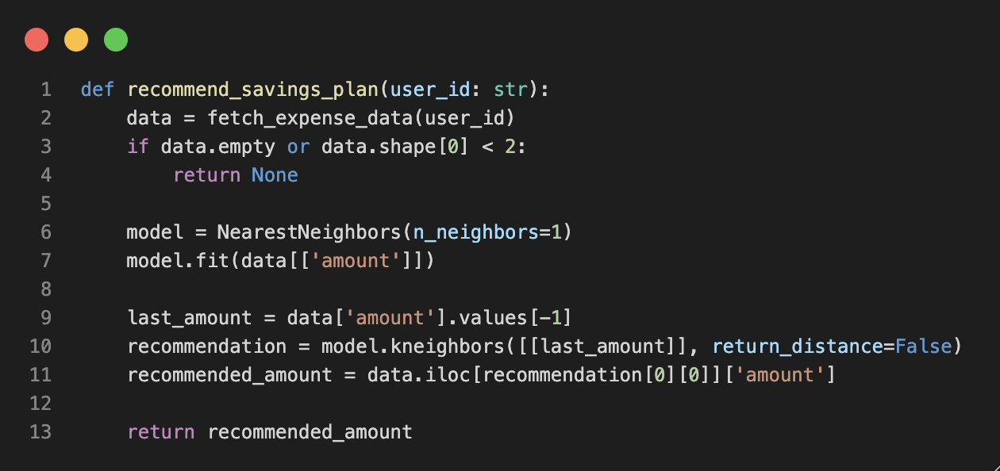 1 def recommend_savings_plan(user_id: str):
2     data = fetch_expense_data(user_id)
3     if data.empty or data.shape[0] < 2:
4         return None
5
6     model = NearestNeighbors(n_neighbors=1)
7     model.fit(data[['amount']])
8
9     last_amount = data['amount'].values[-1]
10     recommendation = model.kneighbors([[last_amount]], return_distance=False)
11     recommended_amount = data.iloc[recommendation[0][0]]['amount']
12
13     return recommended_amount